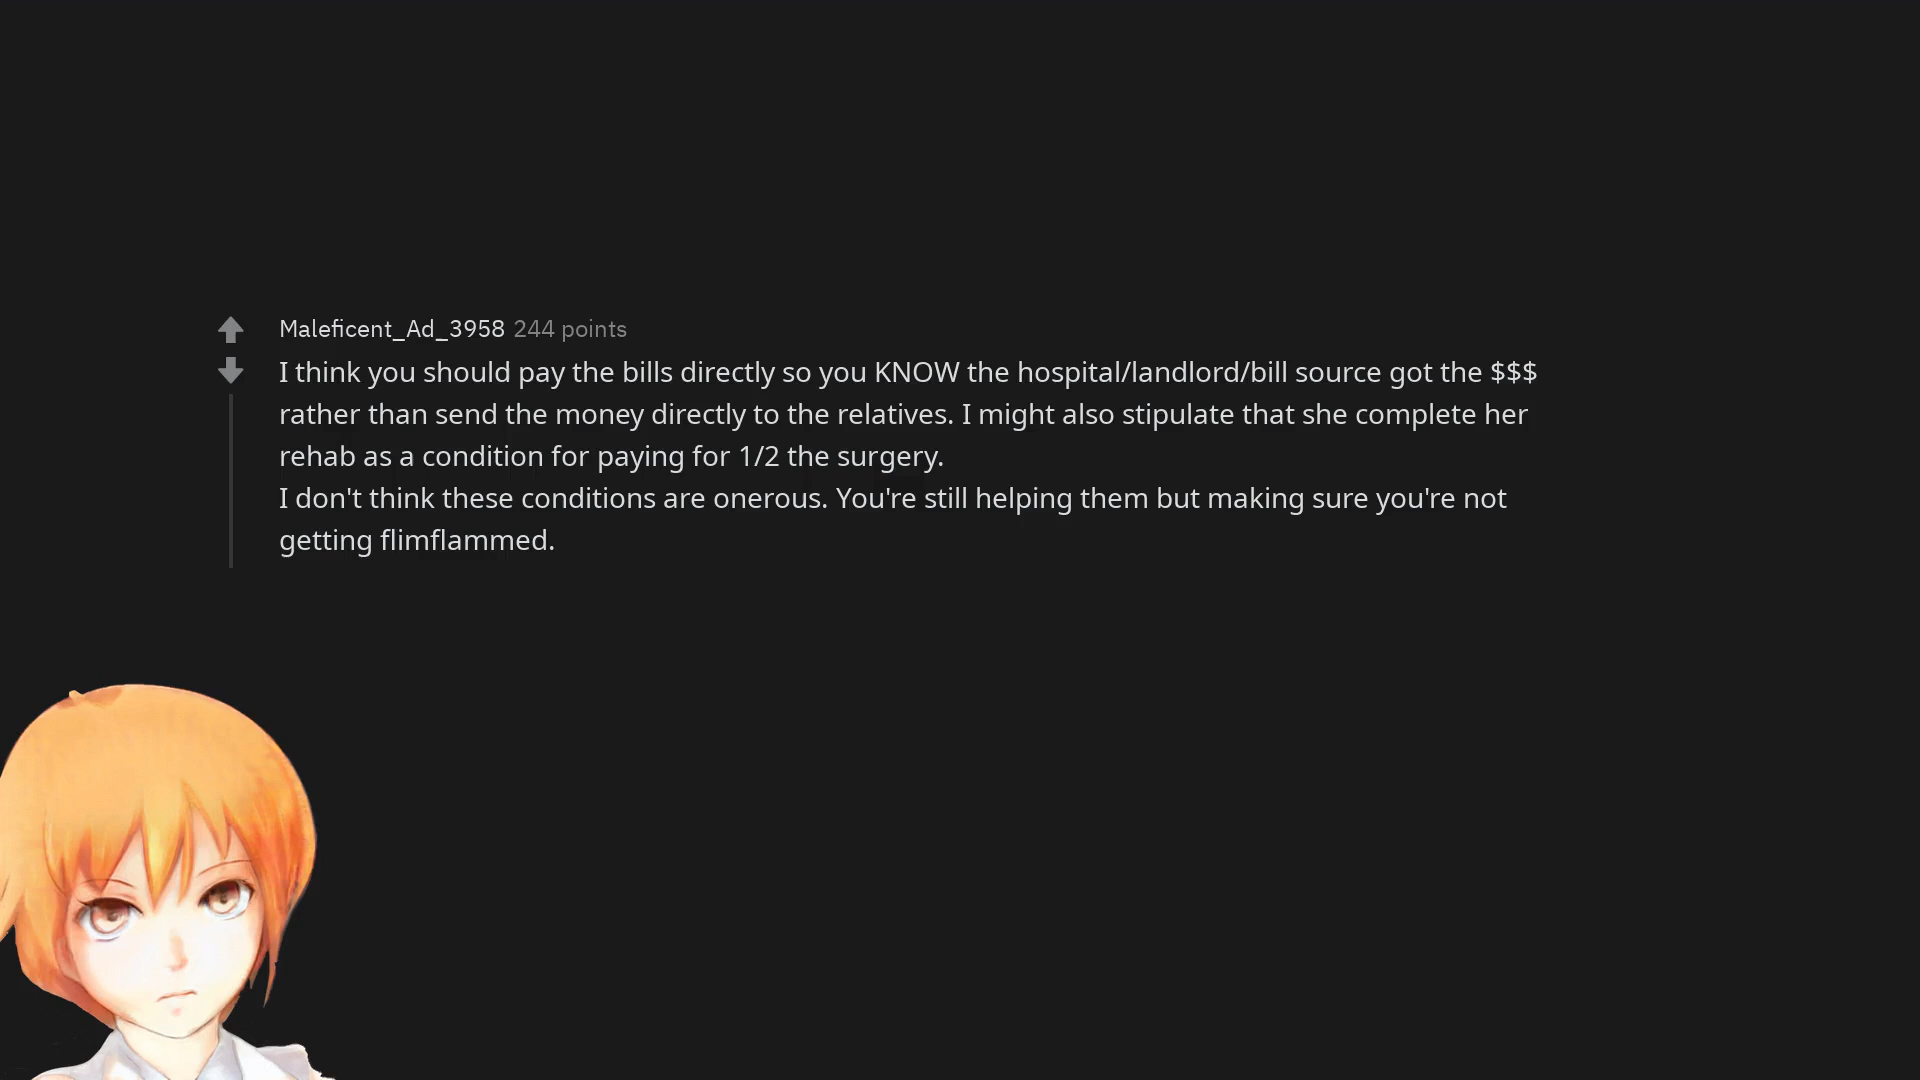 Maleficent_Ad_3958 244 points
I think you should pay the bills directly so you KNOW the hospital/landlord/bill source got the $$$
rather than send the money directly to the relatives. I might also stipulate that she complete her
rehab as a condition for paying for 1/2 the surgery.
I don't think these conditions are onerous. You're still helping them but making sure you're not
getting flimflammed.